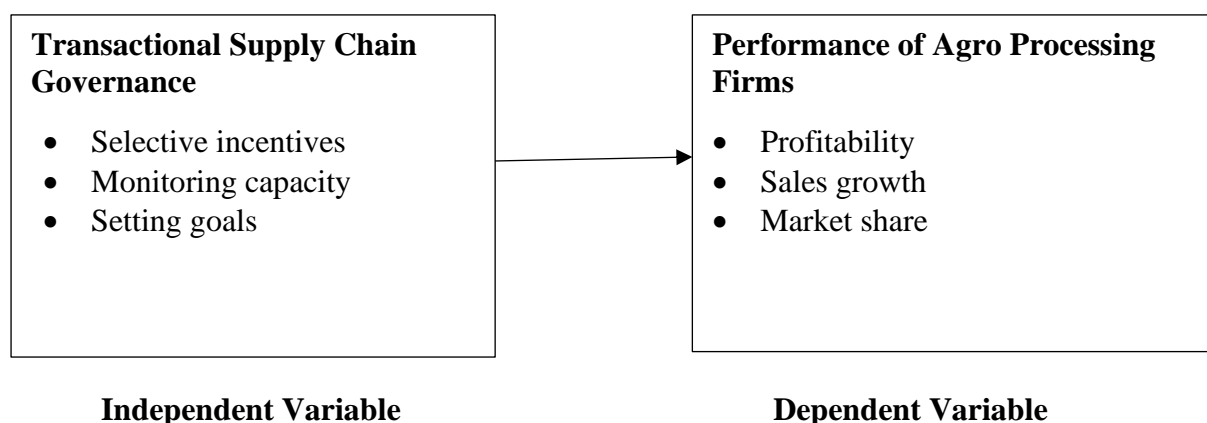 Transactional Supply Chain
Governance
• Selective incentives
• Monitoring capacity
• Setting goals
Performance of Agro Processing
Firms
• Profitability
• Sales growth
• Market share
Independent Variable
Dependent Variable